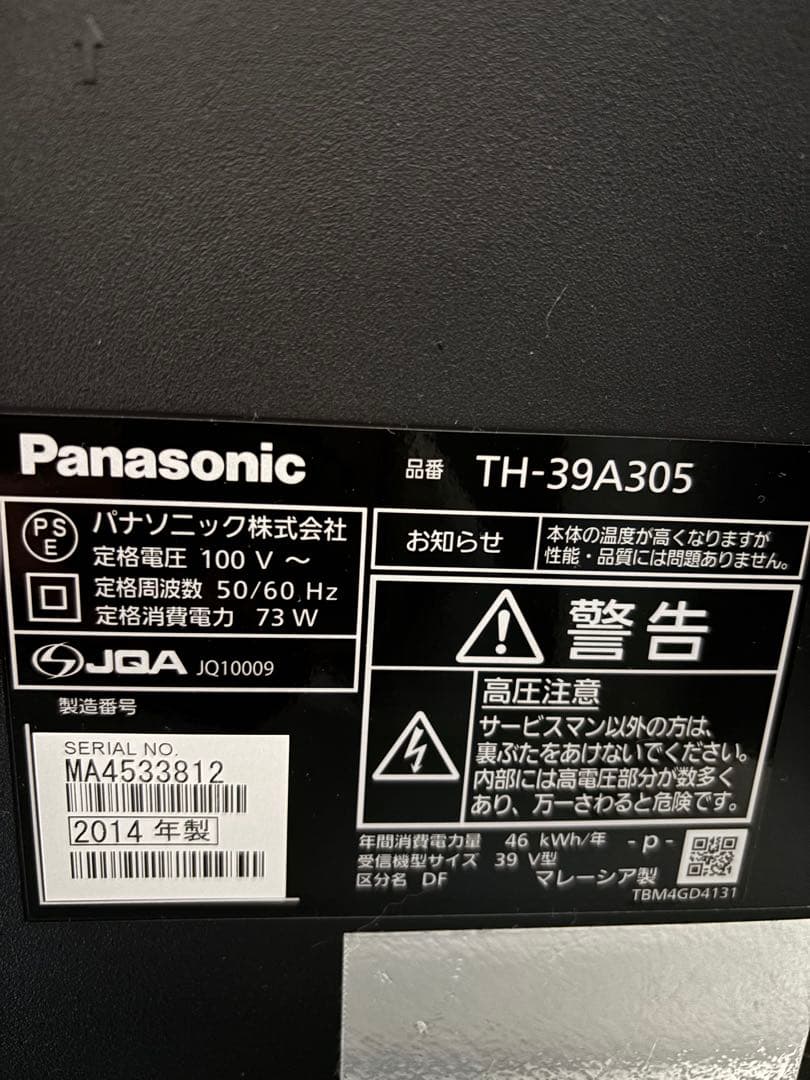 Panasonic
品番 TH-39A305
PSE
パナソニック株式会社
定格電圧 100 V ～
定格周波数 50/60 Hz
定格消費電力 73 W
JQA JQ10009
製造番号
SERIAL NO.
MA4533812
2014 年製
お知らせ
本体の温度が高くなりますが
性能・品質には問題ありません。
警告
高圧注意
サービスマン以外の方は、
裏ぶたをあけないでください。
内部には高電圧部分が数多く
あり、万一さわると危険です。
年間消費電力量 46 kWh/年 - p -
受信機型サイズ 39 V型
区分名 DF マレーシア製
TBM4GD4131